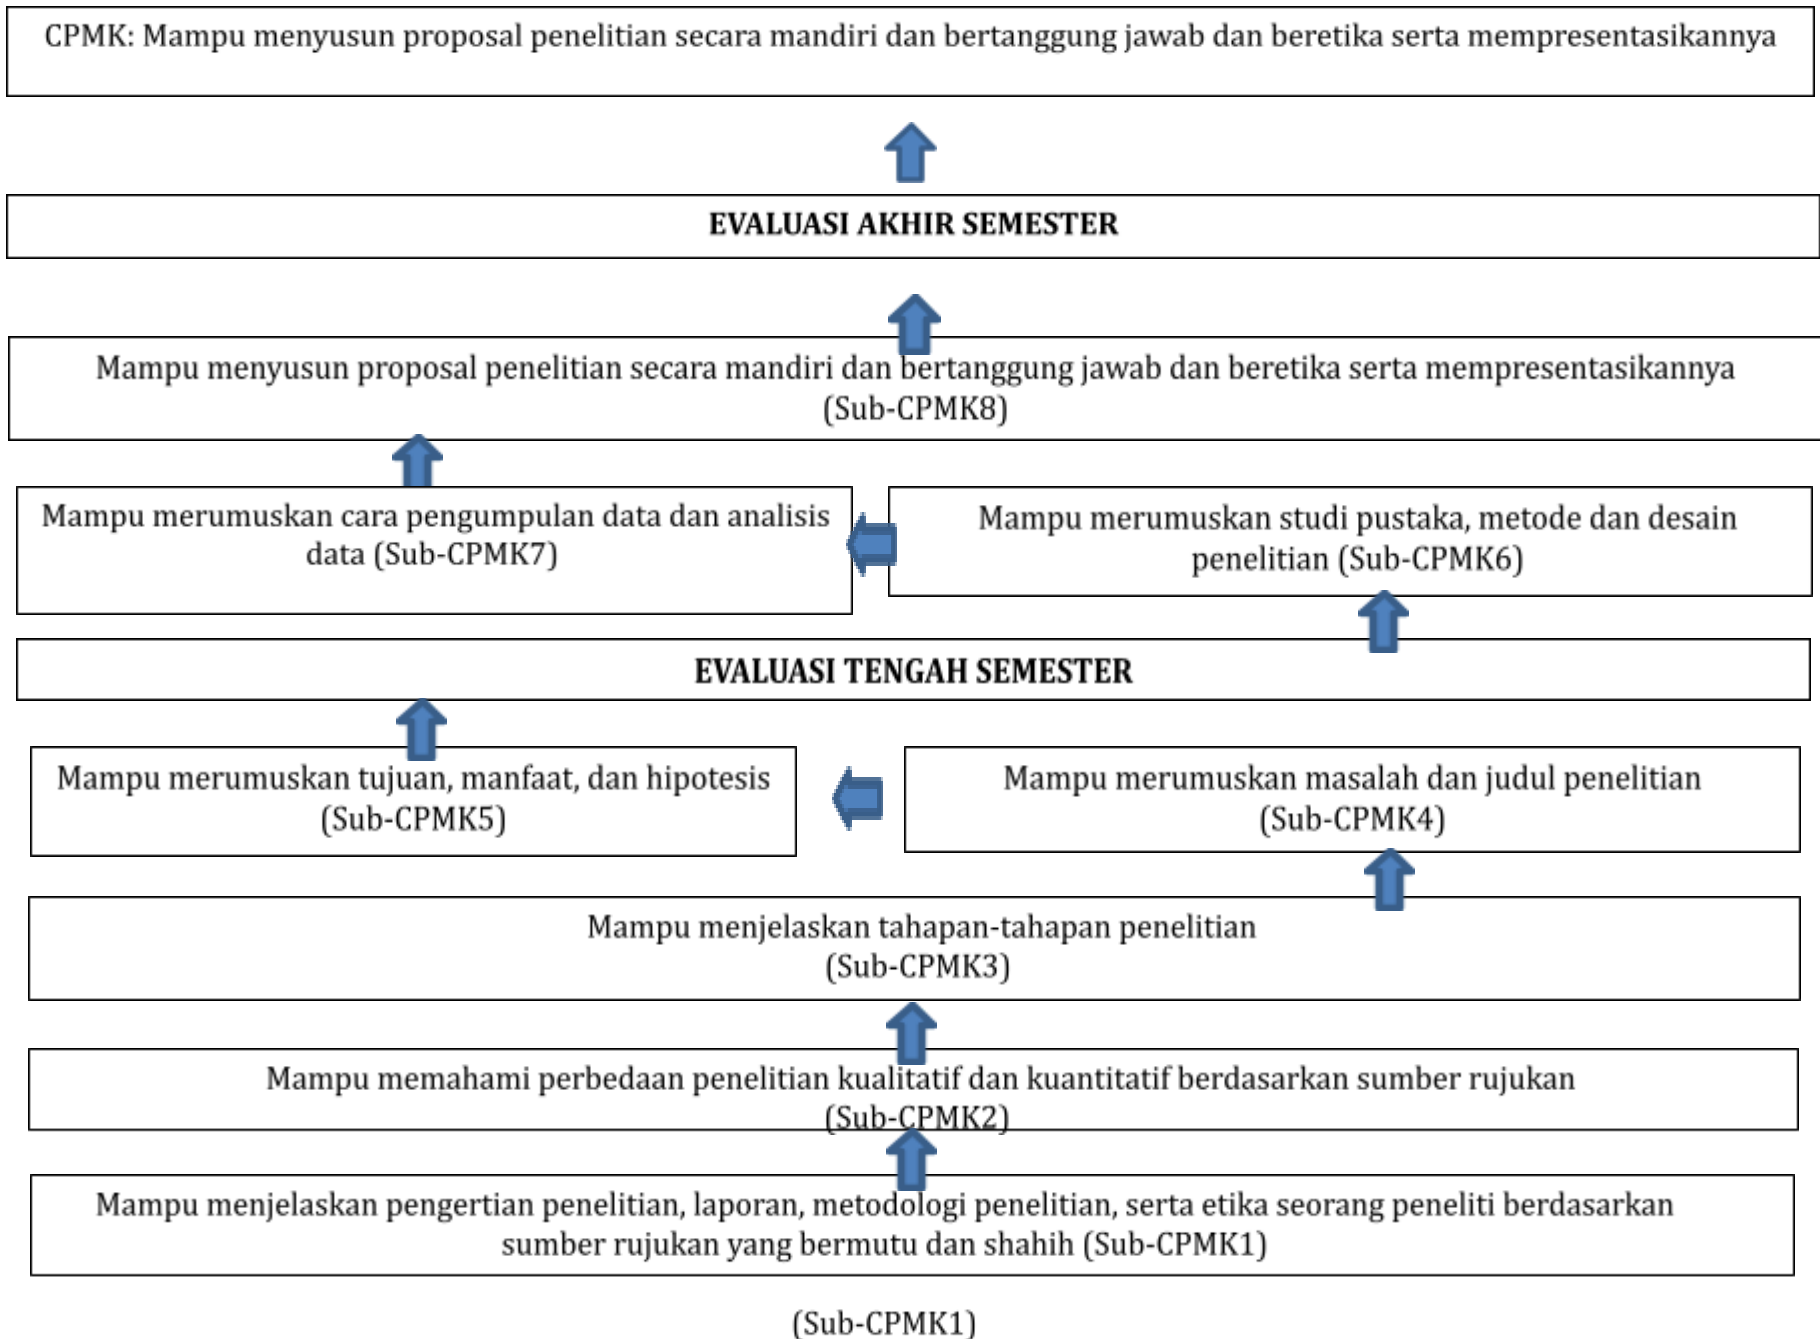 CPMK: Mampu menyusun proposal penelitian secara mandiri dan bertanggung jawab dan beretika serta mempresentasikannya
EVALUASI AKHIR SEMESTER
Mampu menyusun proposal penelitian secara mandiri dan bertanggung jawab dan beretika serta mempresentasikannya
(Sub-CPMK8)
Mampu merumuskan cara pengumpulan data dan analisis
data (Sub-CPMK7)
Mampu merumuskan studi pustaka, metode dan desain
penelitian (Sub-CPMK6)
EVALUASI TENGAH SEMESTER
Mampu merumuskan tujuan, manfaat, dan hipotesis
(Sub-CPMK5)
Mampu merumuskan masalah dan judul penelitian
(Sub-CPMK4)
Mampu menjelaskan tahapan-tahapan penelitian
(Sub-CPMK3)
Mampu memahami perbedaan penelitian kualitatif dan kuantitatif berdasarkan sumber rujukan
(Sub-CPMK2)
Mampu menjelaskan pengertian penelitian, laporan, metodologi penelitian, serta etika seorang peneliti berdasarkan
sumber rujukan yang bermutu dan shahih (Sub-CPMK1)
(Sub-CPMK1)